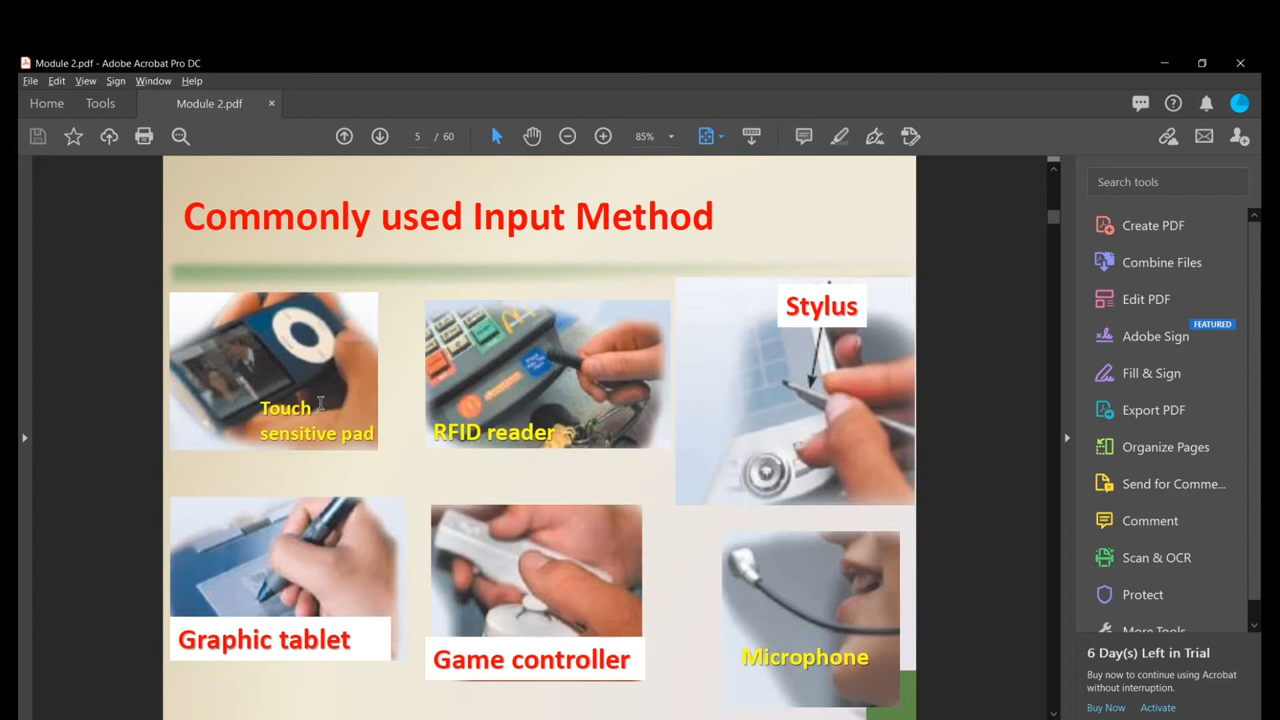 Module 2.pdf - Adobe Acrobat Pro DC
File Edit View Sign Window Help
Home Tools Module 2.pdf ×
5 / 60 85%
Search tools
Commonly used Input Method
Touch
sensitive pad
RFID reader
Stylus
Graphic tablet
Game controller
Microphone
Create PDF
Combine Files
Edit PDF
FEATURED
Adobe Sign
Fill & Sign
Export PDF
Organize Pages
Send for Comme...
Comment
Scan & OCR
Protect
More Tools
6 Day(s) Left in Trial
Buy now to continue using Acrobat
without interruption.
Buy Now Activate